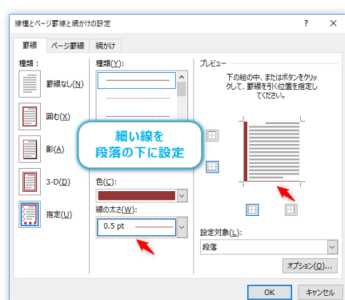 線種とページ罫線と網かけの設定
? ×
罫線 ページ罫線 網かけ
種類:
罫線なし(N)
囲む(X)
影(A)
3-D(D)
指定(U)
種類(Y):
細い線を
段落の下に設定
色(C):
線の太さ(W):
0.5 pt
プレビュー
下の絵の中、またはボタンをクリッ
クして、罫線を引く位置を指定し
てください。
設定対象(L):
段落
オプション(O)...
OK キャンセル